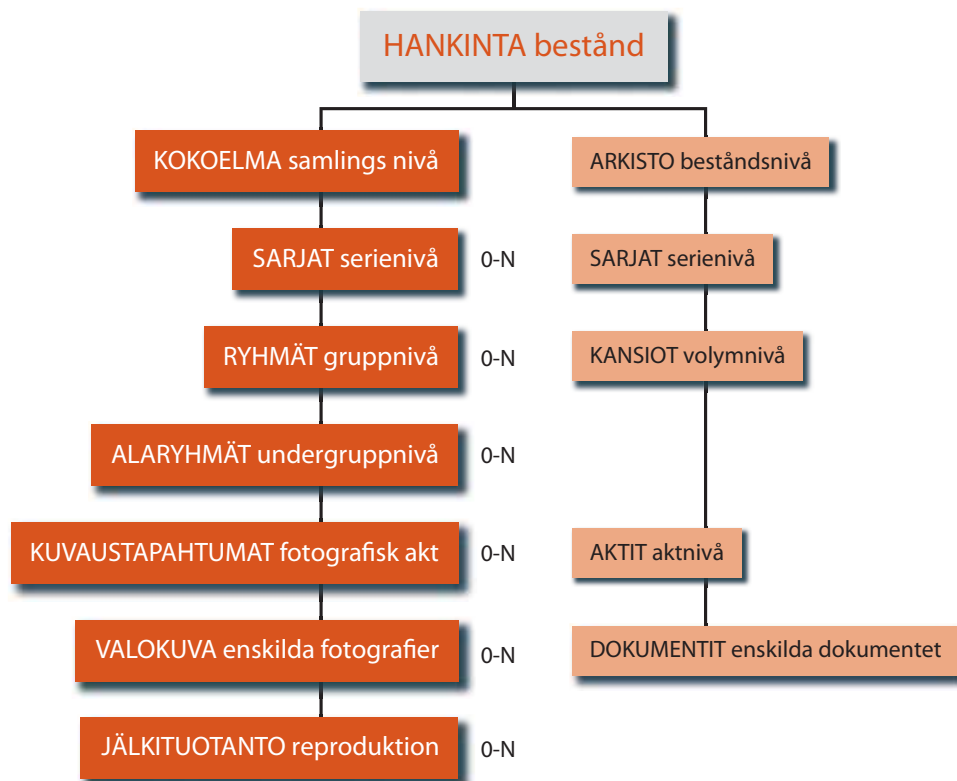 HANKINTA bestånd
KOKOELMA samlings nivå
ARKISTO beståndsnivå
SARJAT serienivå
0-N
SARJAT serienivå
RYHMÄT gruppnivå
0-N
KANSIOT volymnivå
ALARYHMÄT undergruppnivå
0-N
KUVAUSTAPAHTUMAT fotografisk akt
0-N
AKTIT aktnivå
VALOKUVA enskilda fotografier
0-N
DOKUMENTIT enskilda dokumentet
JÄLKITUOTANTO reproduktion
0-N